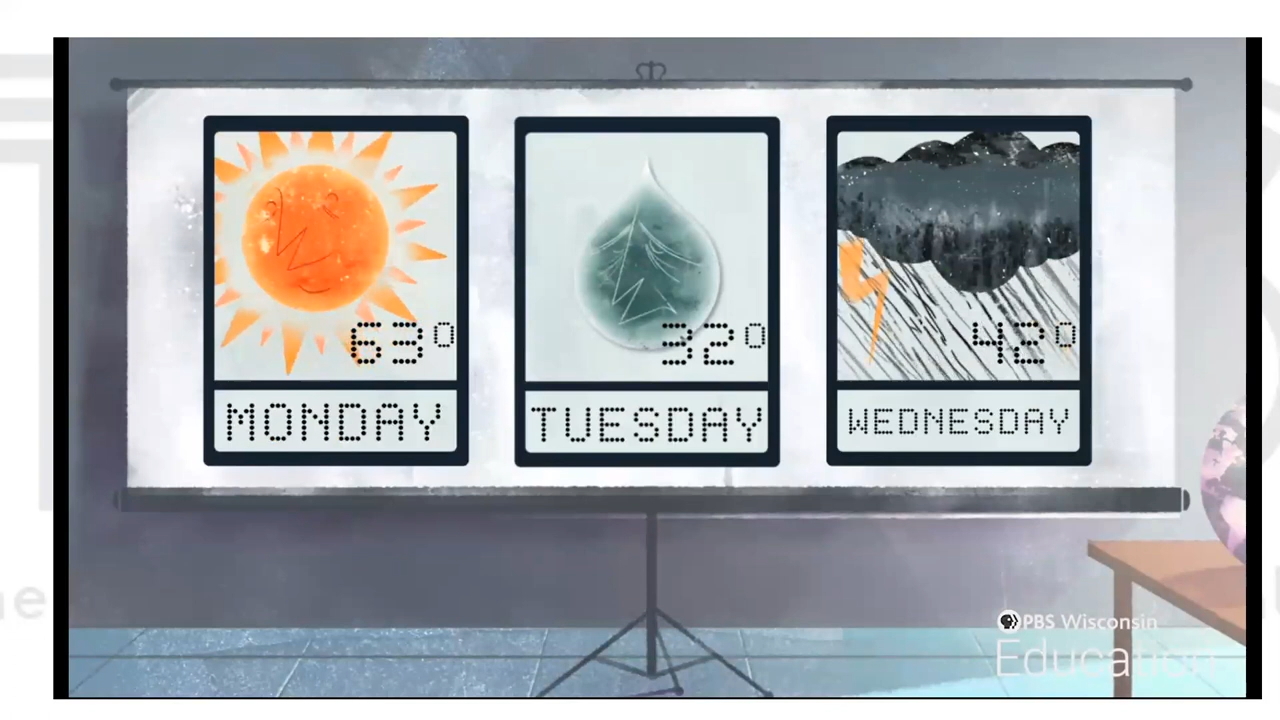 63°
MONDAY
32°
TUESDAY
42°
WEDNESDAY
PBS Wisconsin
Education